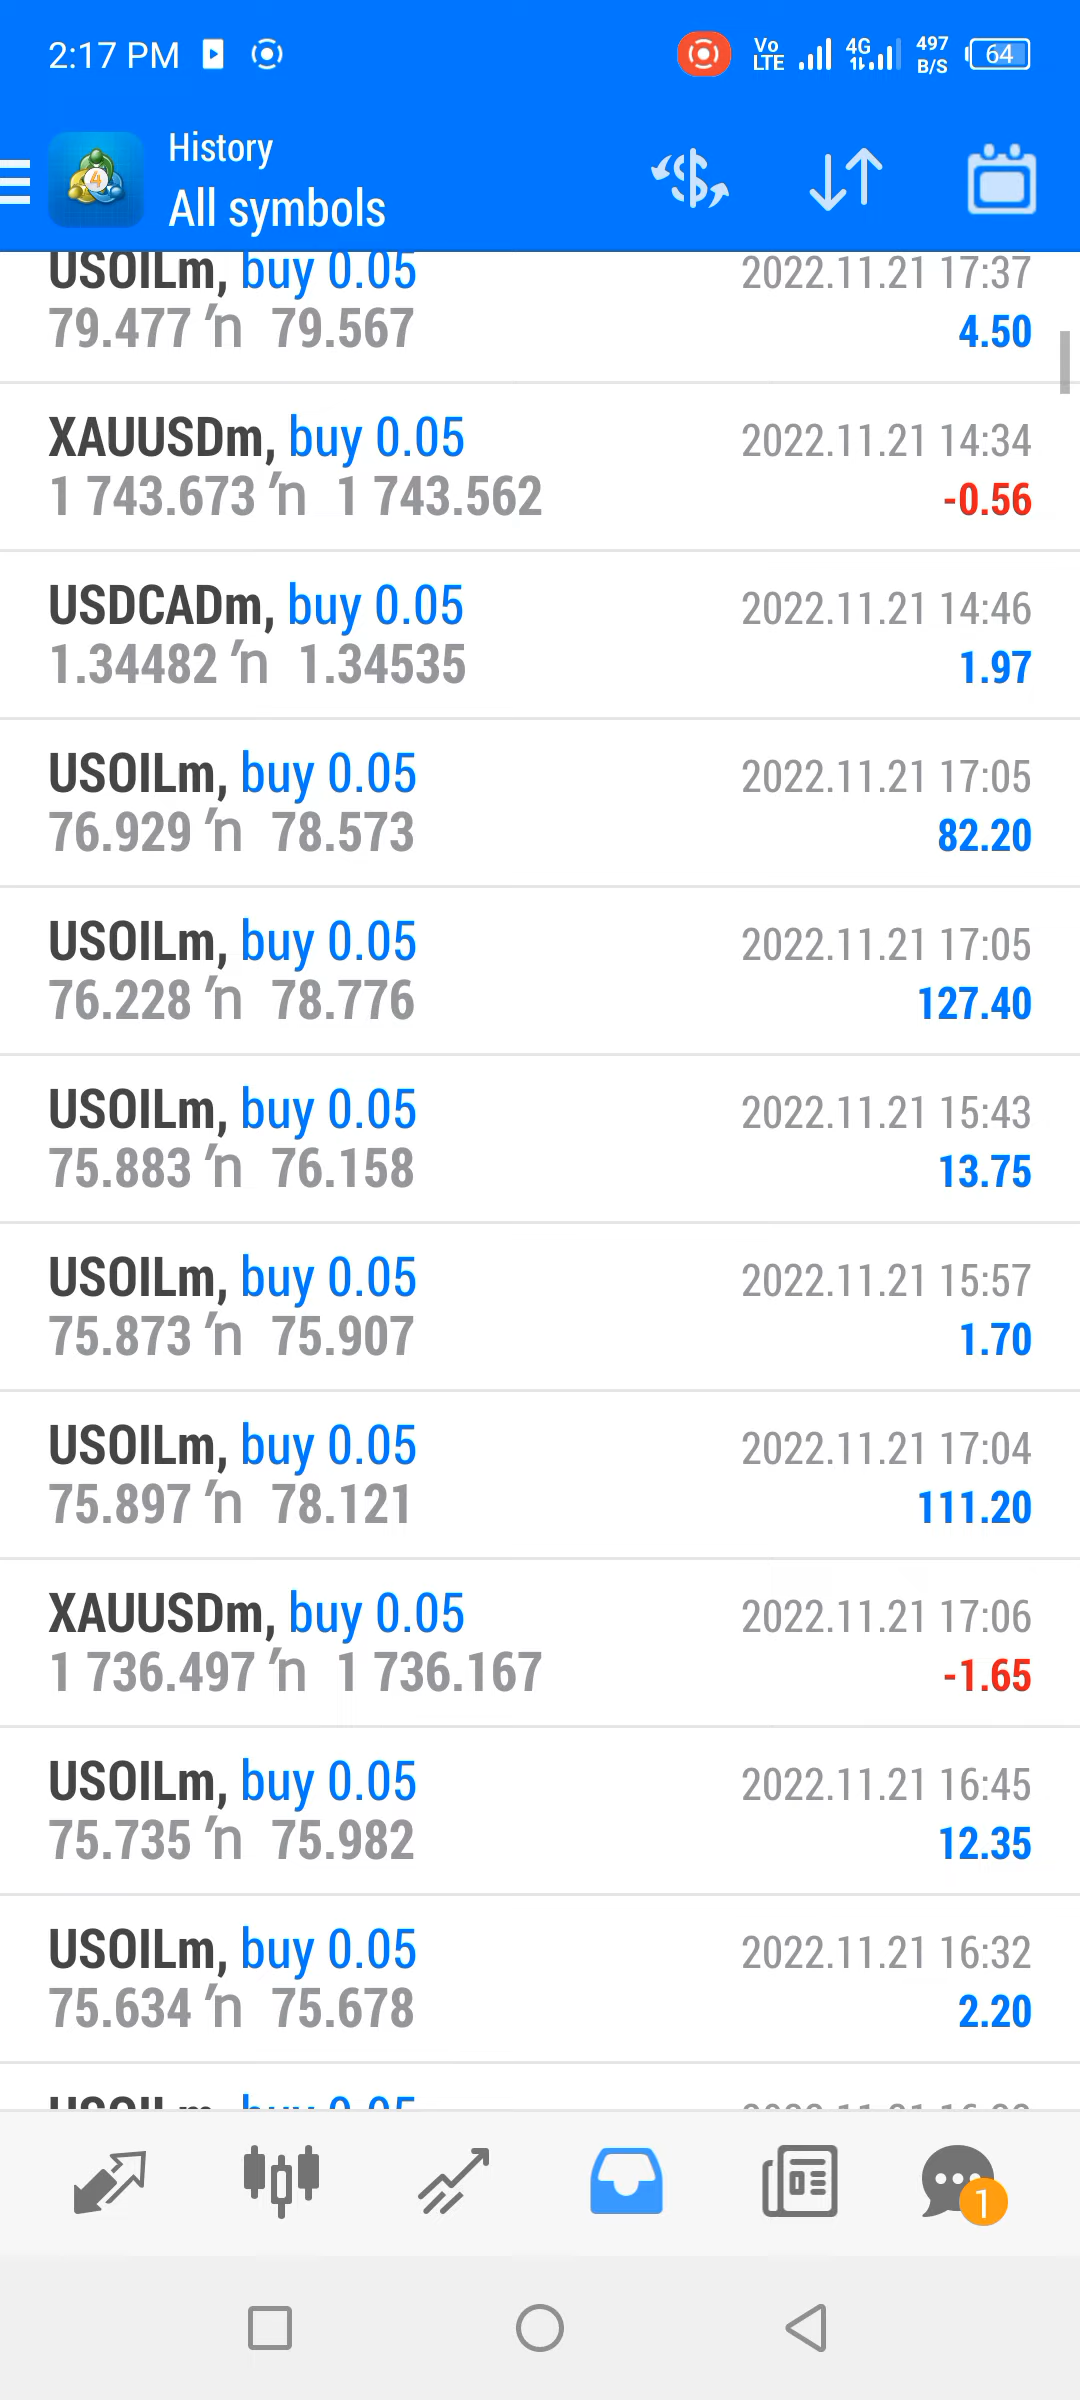 2:17 PM
Vo LTE 4G 497 B/S 64
History
All symbols
USOILm, buy 0.05 2022.11.21 17:37
79.477 ’n 79.567 4.50
XAUUSDm, buy 0.05 2022.11.21 14:34
1 743.673 ’n 1 743.562 -0.56
USDCADm, buy 0.05 2022.11.21 14:46
1.34482 ’n 1.34535 1.97
USOILm, buy 0.05 2022.11.21 17:05
76.929 ’n 78.573 82.20
USOILm, buy 0.05 2022.11.21 17:05
76.228 ’n 78.776 127.40
USOILm, buy 0.05 2022.11.21 15:43
75.883 ’n 76.158 13.75
USOILm, buy 0.05 2022.11.21 15:57
75.873 ’n 75.907 1.70
USOILm, buy 0.05 2022.11.21 17:04
75.897 ’n 78.121 111.20
XAUUSDm, buy 0.05 2022.11.21 17:06
1 736.497 ’n 1 736.167 -1.65
USOILm, buy 0.05 2022.11.21 16:45
75.735 ’n 75.982 12.35
USOILm, buy 0.05 2022.11.21 16:32
75.634 ’n 75.678 2.20
USOILm, buy 0.05
1